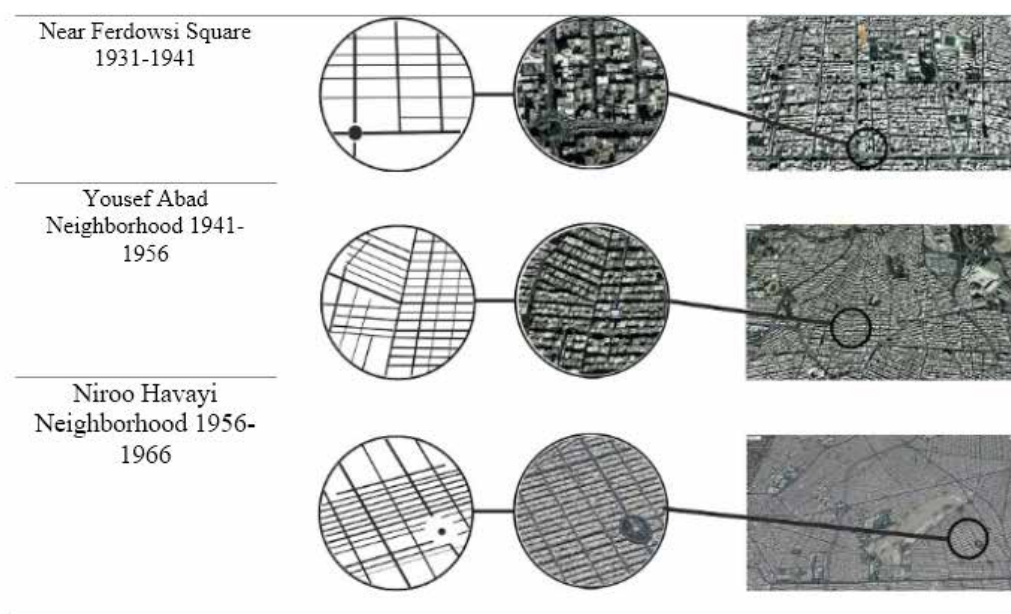 Near Ferdowsi Square
1931-1941
Yousef Abad
Neighborhood 1941-
1956
Niroo Havayi
Neighborhood 1956-
1966